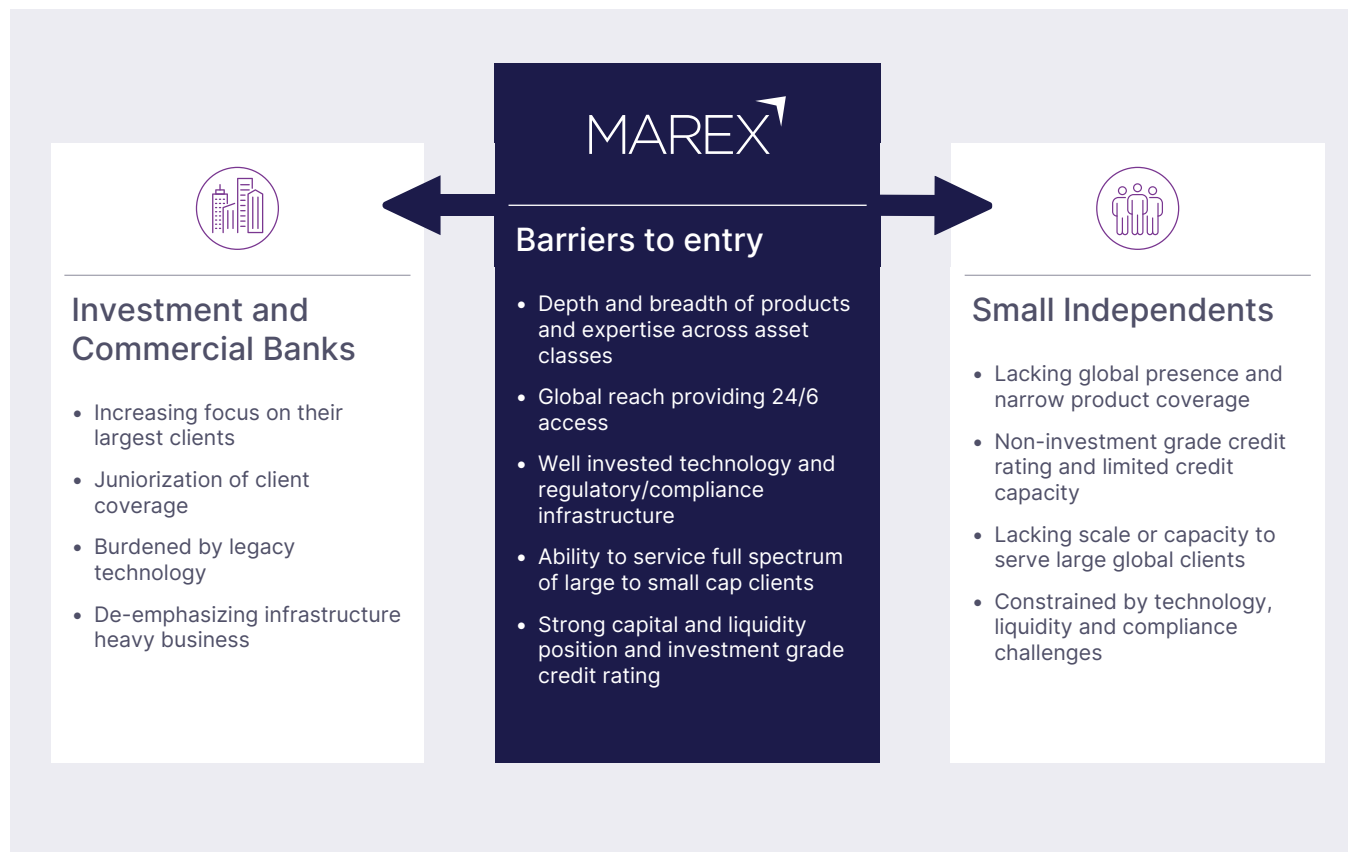 MAREX
Investment and
Commercial Banks
• Increasing focus on their
largest clients
• Juniorization of client
coverage
• Burdened by legacy
technology
• De-emphasizing infrastructure
heavy business
Barriers to entry
• Depth and breadth of products
and expertise across asset
classes
• Global reach providing 24/6
access
• Well invested technology and
regulatory/compliance
infrastructure
• Ability to service full spectrum
of large to small cap clients
• Strong capital and liquidity
position and investment grade
credit rating
Small Independents
• Lacking global presence and
narrow product coverage
• Non-investment grade credit
rating and limited credit
capacity
• Lacking scale or capacity to
serve large global clients
• Constrained by technology,
liquidity and compliance
challenges